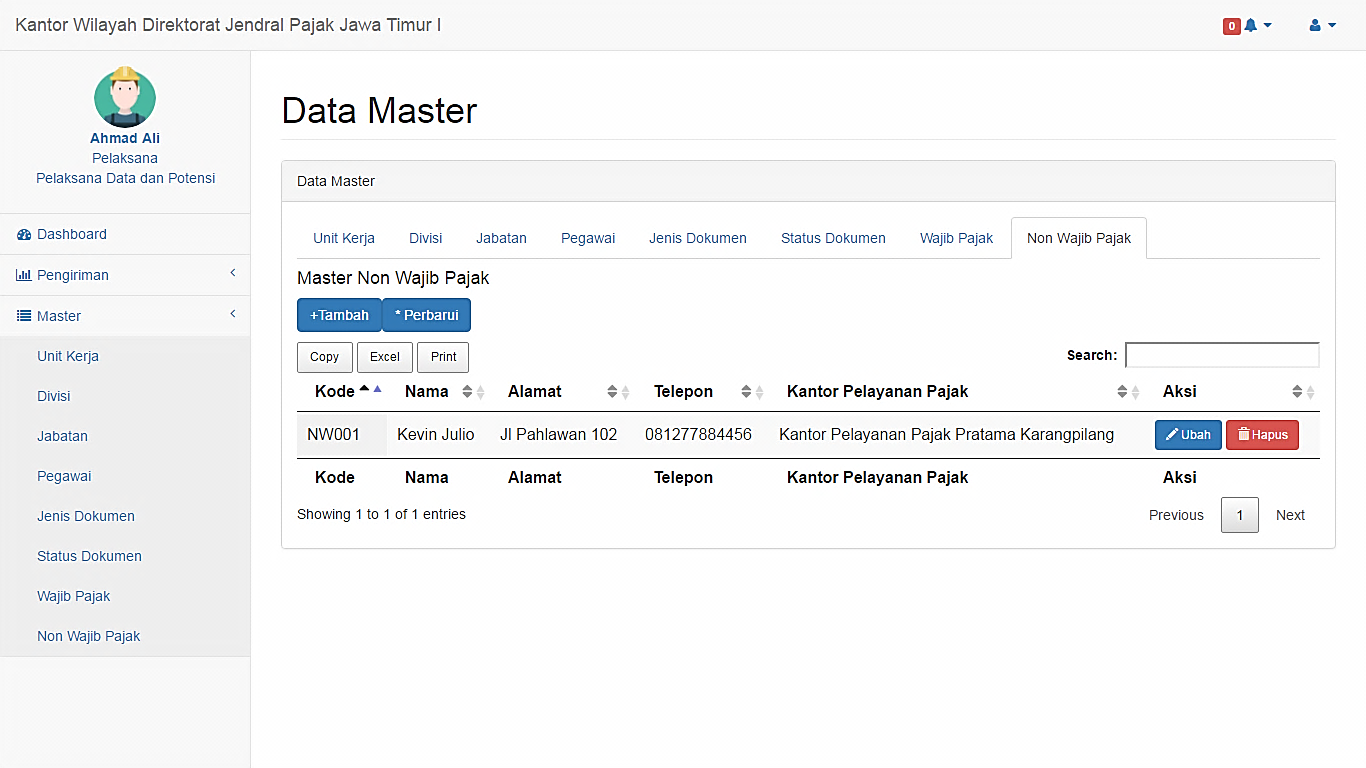 Kantor Wilayah Direktorat Jendral Pajak Jawa Timur I
0
Ahmad Ali
Pelaksana
Pelaksana Data dan Potensi
Dashboard
Pengiriman
Master
Unit Kerja
Divisi
Jabatan
Pegawai
Jenis Dokumen
Status Dokumen
Wajib Pajak
Non Wajib Pajak
Data Master
Data Master
Unit Kerja Divisi Jabatan Pegawai Jenis Dokumen Status Dokumen Wajib Pajak Non Wajib Pajak
Master Non Wajib Pajak
+Tambah * Perbarui
Copy Excel Print Search:
Kode Nama Alamat Telepon Kantor Pelayanan Pajak Aksi
NW001 Kevin Julio Jl Pahlawan 102 081277884456 Kantor Pelayanan Pajak Pratama Karangpilang Ubah Hapus
Kode Nama Alamat Telepon Kantor Pelayanan Pajak Aksi
Showing 1 to 1 of 1 entries Previous 1 Next